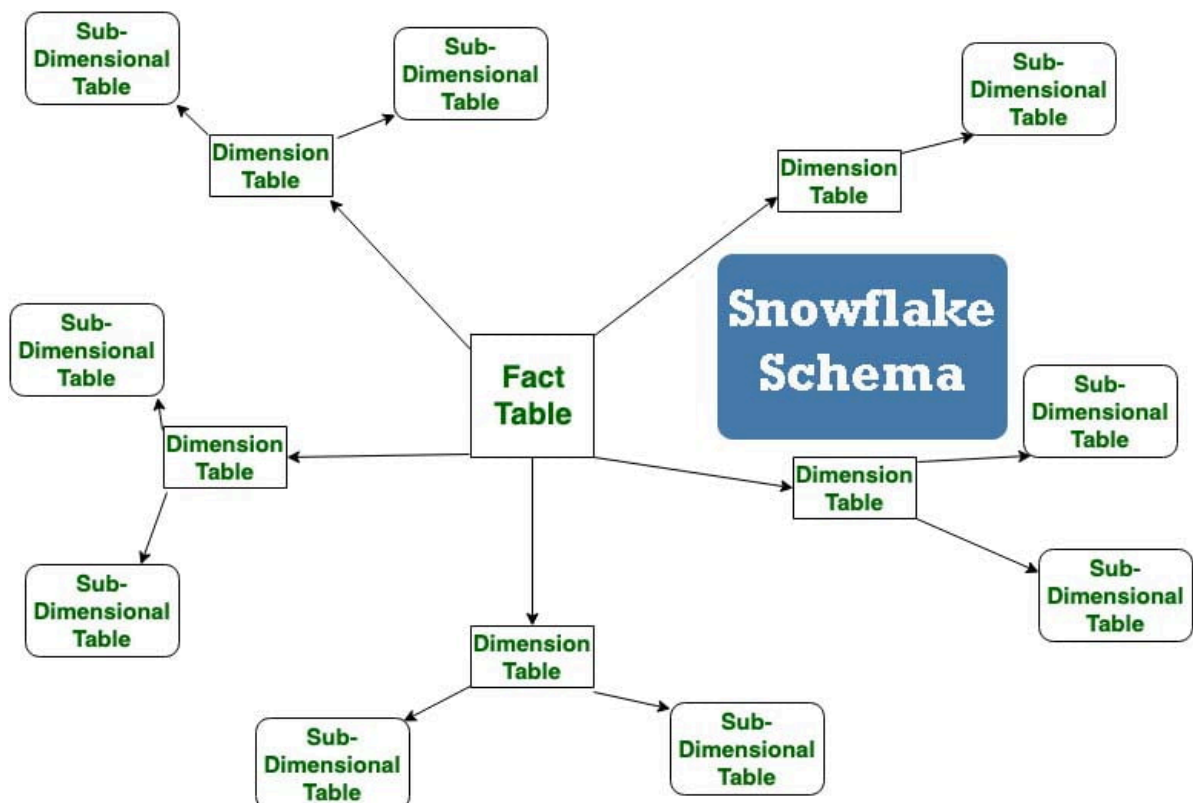 Sub-
Dimensional
Table
Sub-
Dimensional
Table
Sub-
Dimensional
Table
Dimension
Table
Dimension
Table
Snowflake
Schema
Sub-
Dimensional
Table
Fact
Table
Sub-
Dimensional
Table
Dimension
Table
Dimension
Table
Sub-
Dimensional
Table
Sub-
Dimensional
Table
Dimension
Table
Sub-
Dimensional
Table
Sub-
Dimensional
Table